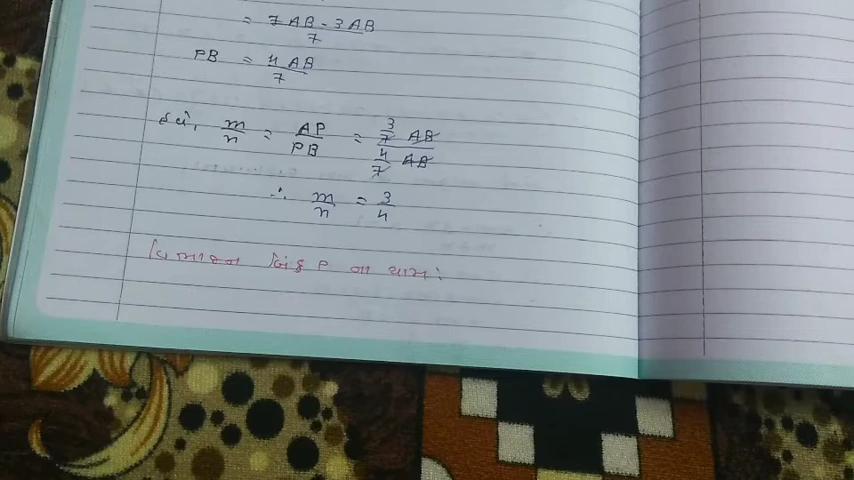 = 7AB - 3AB / 7
PB = 4AB / 7
હવે, m/n = AP/PB = 3/7 AB / 4/7 AB
∴ m/n = 3/4
વિભાજન બિંદુ P ના યામ: